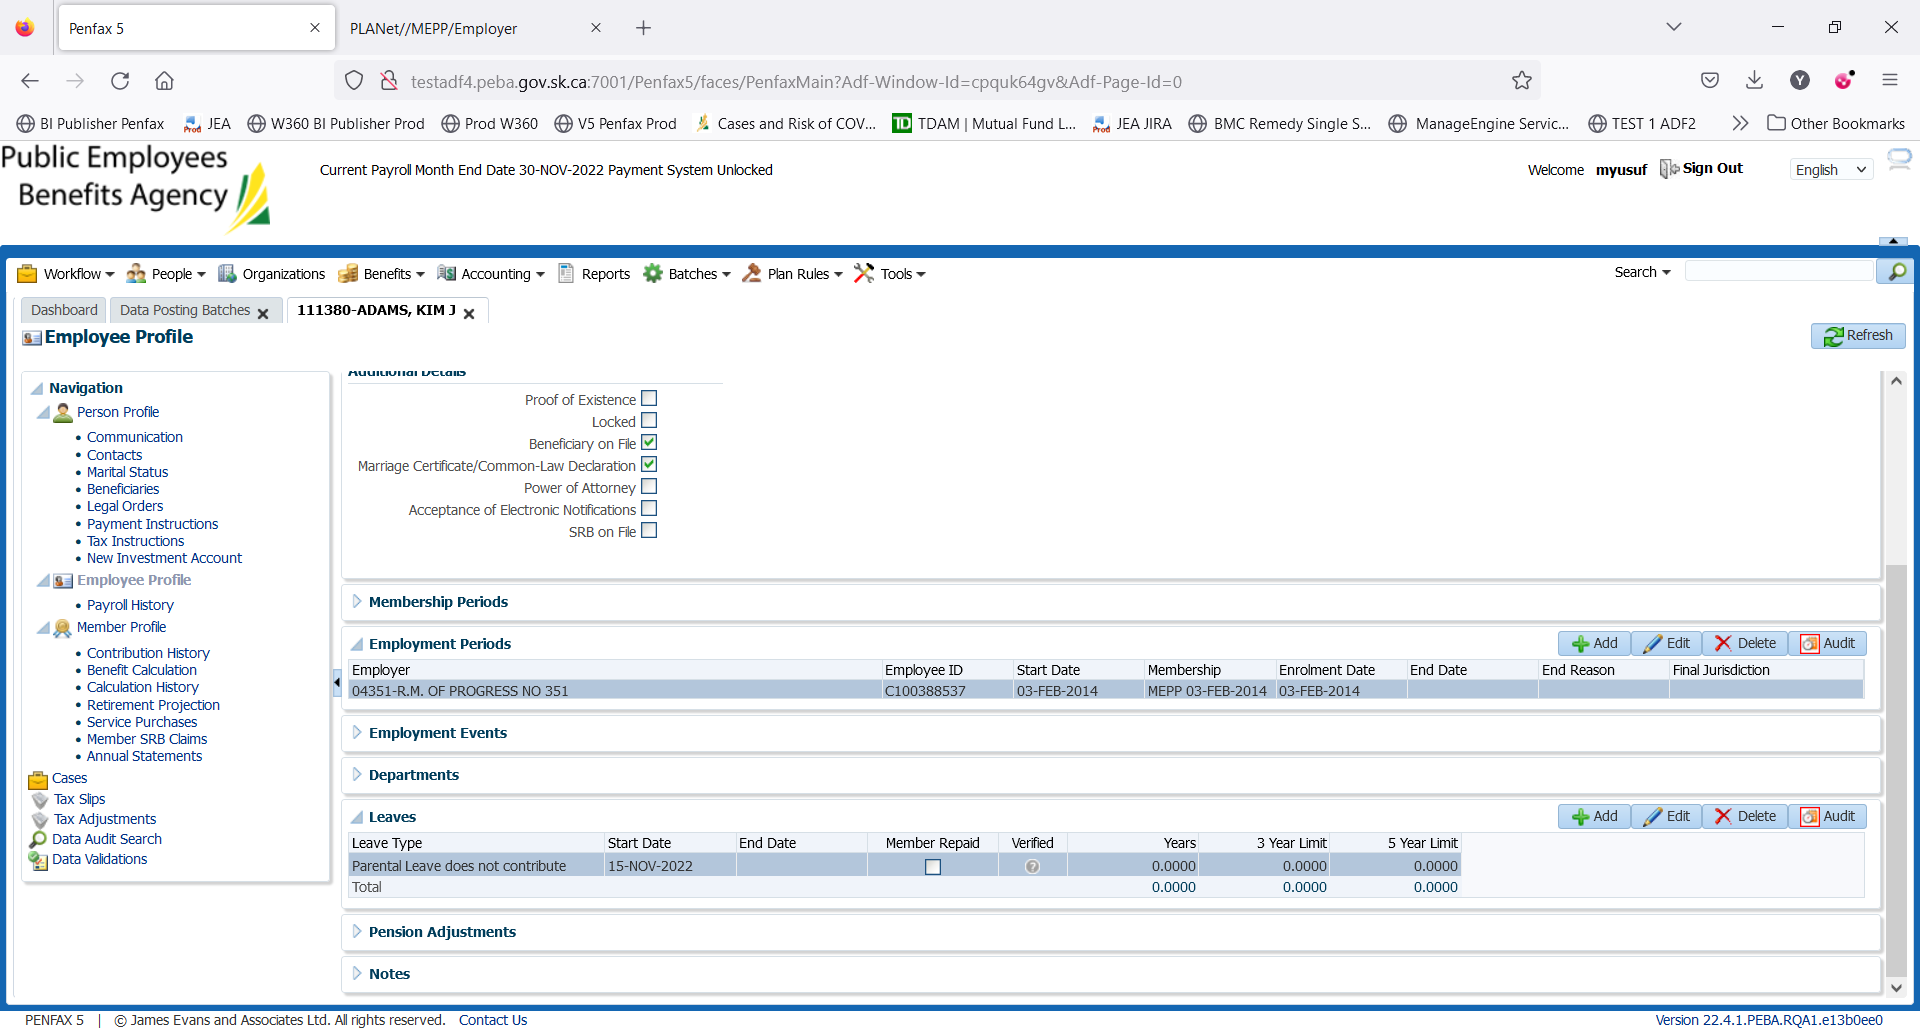 Penfax 5
PLANet//MEPP/Employer
testadf4.peba.gov.sk.ca:7001/Penfax5/faces/PenfaxMain?Adf-Window-Id=cpquk64gv&Adf-Page-Id=0
Y
BI Publisher Penfax JEA W360 BI Publisher Prod Prod W360 V5 Penfax Prod Cases and Risk of COV... TDAM | Mutual Fund L... JEA JIRA BMC Remedy Single S... ManageEngine Servic... TEST 1 ADF2 Other Bookmarks
Public Employees
Benefits Agency
Current Payroll Month End Date 30-NOV-2022 Payment System Unlocked
Welcome myusuf Sign Out English
Workflow People Organizations Benefits Accounting Reports Batches Plan Rules Tools Search
Dashboard Data Posting Batches 111380-ADAMS, KIM J
Employee Profile
Refresh
Navigation
Person Profile
Communication
Contacts
Marital Status
Beneficiaries
Legal Orders
Payment Instructions
Tax Instructions
New Investment Account
Employee Profile
Payroll History
Member Profile
Contribution History
Benefit Calculation
Calculation History
Retirement Projection
Service Purchases
Member SRB Claims
Annual Statements
Cases
Tax Slips
Tax Adjustments
Data Audit Search
Data Validations
Additional Details
Proof of Existence
Locked
Beneficiary on File
Marriage Certificate/Common-Law Declaration
Power of Attorney
Acceptance of Electronic Notifications
SRB on File
Membership Periods
Employment Periods Add Edit Delete Audit
Employer Employee ID Start Date Membership Enrolment Date End Date End Reason Final Jurisdiction
04351-R.M. OF PROGRESS NO 351 C100388537 03-FEB-2014 MEPP 03-FEB-2014 03-FEB-2014
Employment Events
Departments
Leaves Add Edit Delete Audit
Leave Type Start Date End Date Member Repaid Verified Years 3 Year Limit 5 Year Limit
Parental Leave does not contribute 15-NOV-2022 0.0000 0.0000 0.0000
Total 0.0000 0.0000 0.0000
Pension Adjustments
Notes
PENFAX 5 | © James Evans and Associates Ltd. All rights reserved. Contact Us
Version 22.4.1.PEBA.RQA1.e13b0ee0